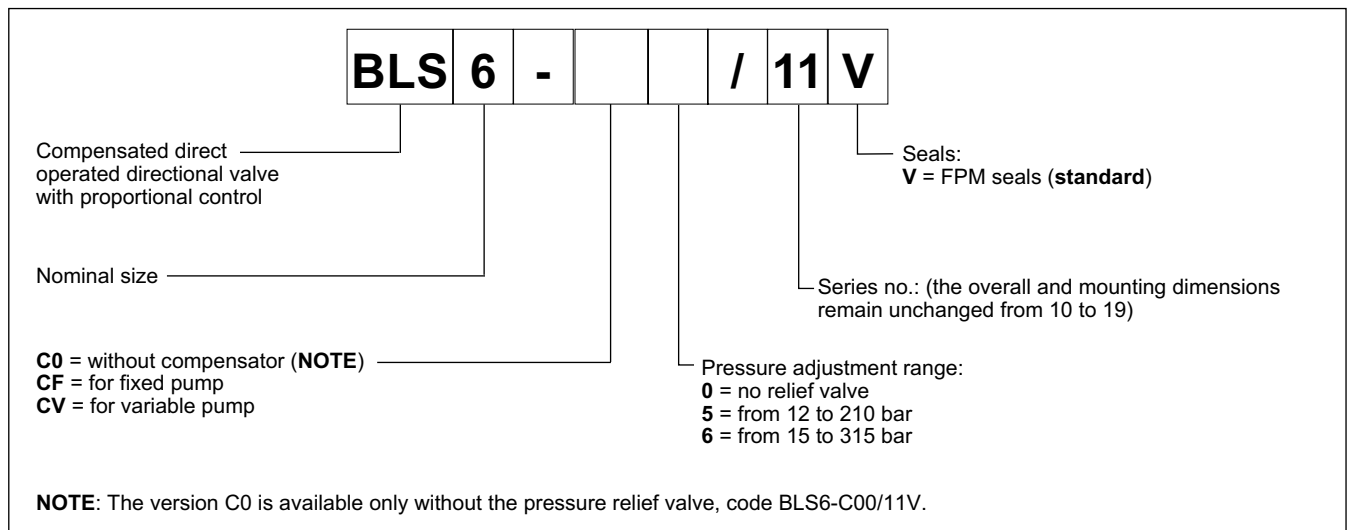 BLS 6 - / 11 V
Compensated direct
operated directional valve
with proportional control
Seals:
V = FPM seals (standard)
Nominal size
Series no.: (the overall and mounting dimensions
remain unchanged from 10 to 19)
C0 = without compensator (NOTE)
CF = for fixed pump
CV = for variable pump
Pressure adjustment range:
0 = no relief valve
5 = from 12 to 210 bar
6 = from 15 to 315 bar
NOTE: The version C0 is available only without the pressure relief valve, code BLS6-C00/11V.